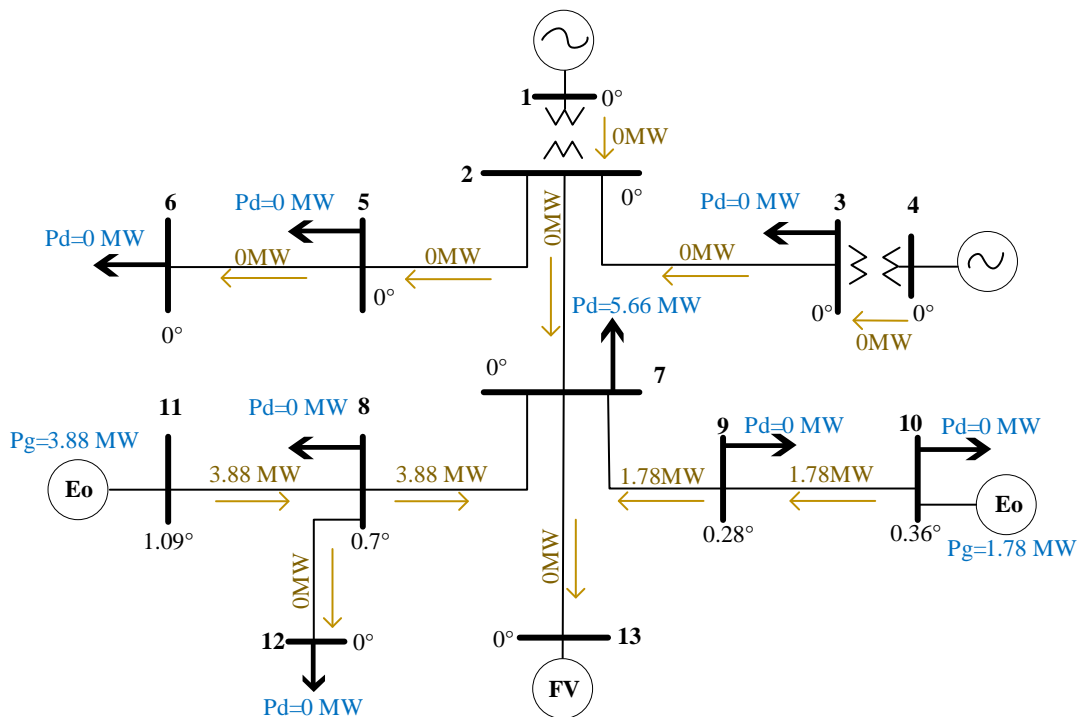 1
0°
0MW
2
0°
6
Pd=0 MW
5
Pd=0 MW
3
4
Pd=0 MW
0MW
0MW
0MW
0MW
0°
0°
0°
0°
0MW
Pd=5.66 MW
0°
7
11
Pd=0 MW
8
9
Pd=0 MW
10
Pd=0 MW
Pg=3.88 MW
Eo
3.88 MW
3.88 MW
1.78MW
1.78MW
Eo
1.09°
0.7°
0.28°
0.36°
Pg=1.78 MW
0MW
0MW
12
0°
0°
13
Pd=0 MW
FV